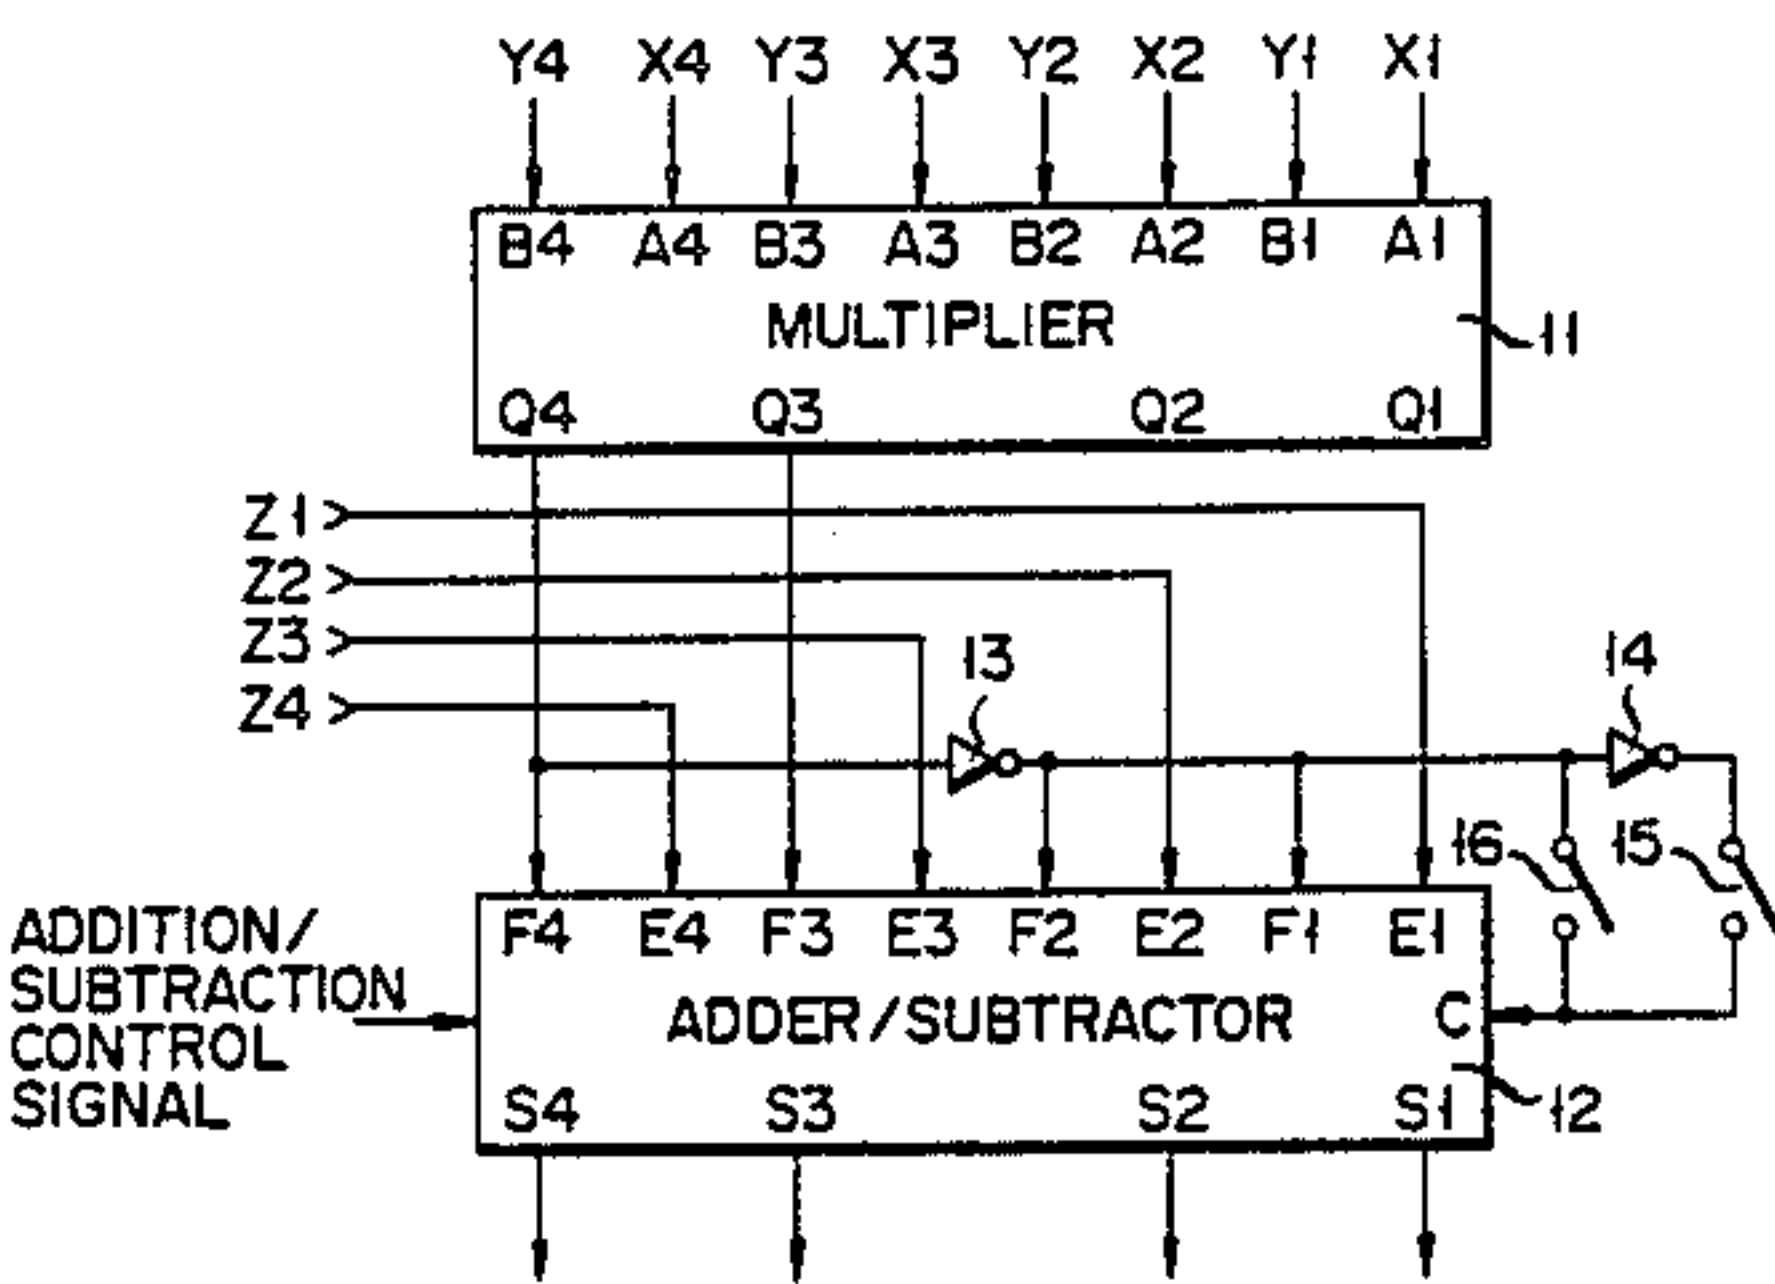 Y4 X4 Y3 X3 Y2 X2 Y1 X1
B4 A4 B3 A3 B2 A2 B1 A1
MULTIPLIER
11
Q4 Q3 Q2 Q1
Z1
Z2
Z3
Z4
13
14
16
15
F4 E4 F3 E3 F2 E2 F1 E1
ADDITION/
SUBTRACTION
CONTROL
SIGNAL
ADDER/SUBTRACTOR
C
S4 S3 S2 S1
12